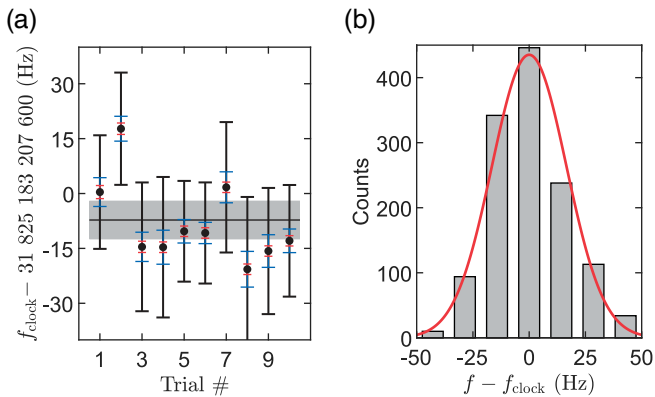 (a)
f_clock − 31 825 183 207 600 (Hz)
30
15
0
-15
-30
1 3 5 7 9
Trial #
(b)
Counts
400
300
200
100
0
-50 -25 0 25 50
f − f_clock (Hz)